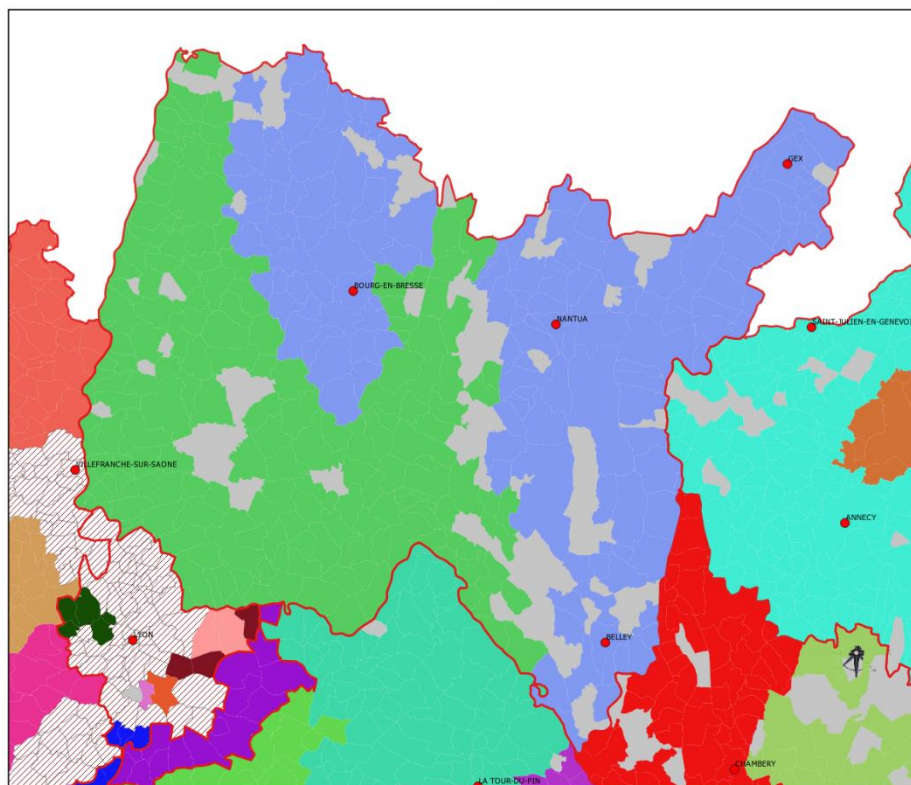 GEX
BOURG-EN-BRESSE
NANTUA
SAINT-JULIEN-EN-GENEVOI
VILLEFRANCHE-SUR-SAONE
ANNECY
LYON
BELLEY
CHAMBERY
LA TOUR-DU-PIN